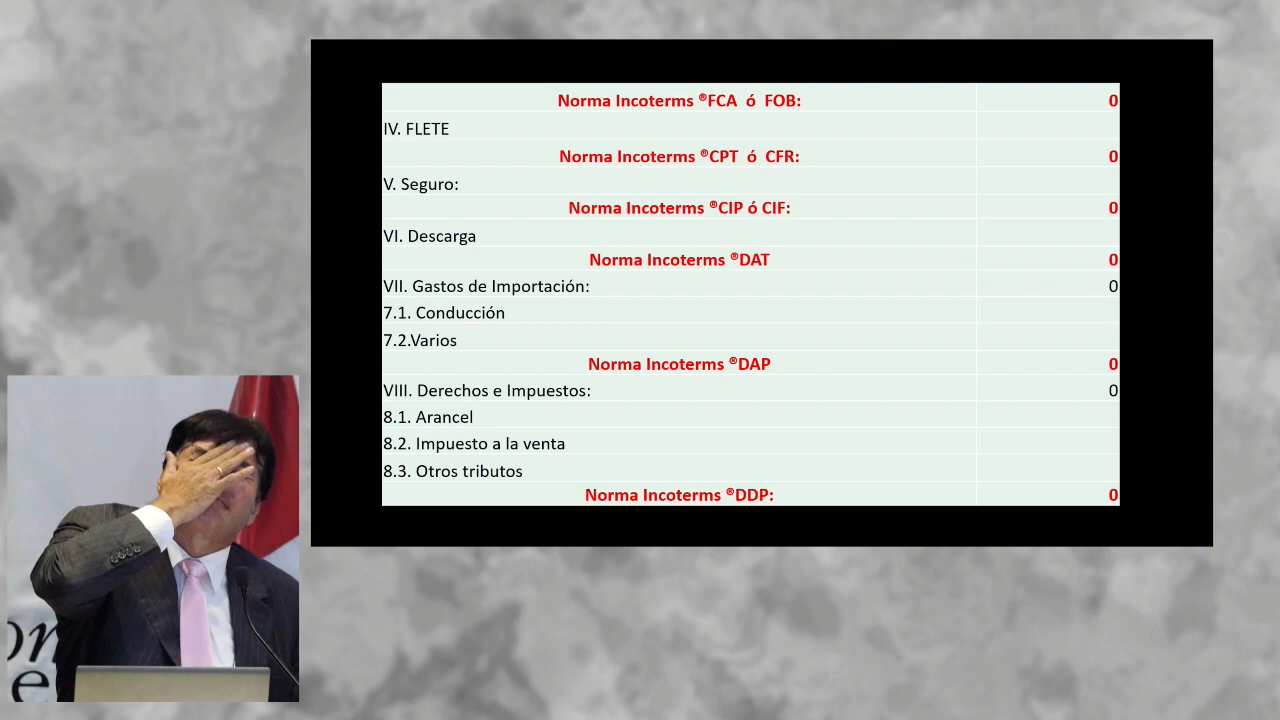 Norma Incoterms ®FCA ó FOB: 0
IV. FLETE
Norma Incoterms ®CPT ó CFR: 0
V. Seguro:
Norma Incoterms ®CIP ó CIF: 0
VI. Descarga
Norma Incoterms ®DAT 0
VII. Gastos de Importación: 0
7.1. Conducción
7.2.Varios
Norma Incoterms ®DAP 0
VIII. Derechos e Impuestos: 0
8.1. Arancel
8.2. Impuesto a la venta
8.3. Otros tributos
Norma Incoterms ®DDP: 0